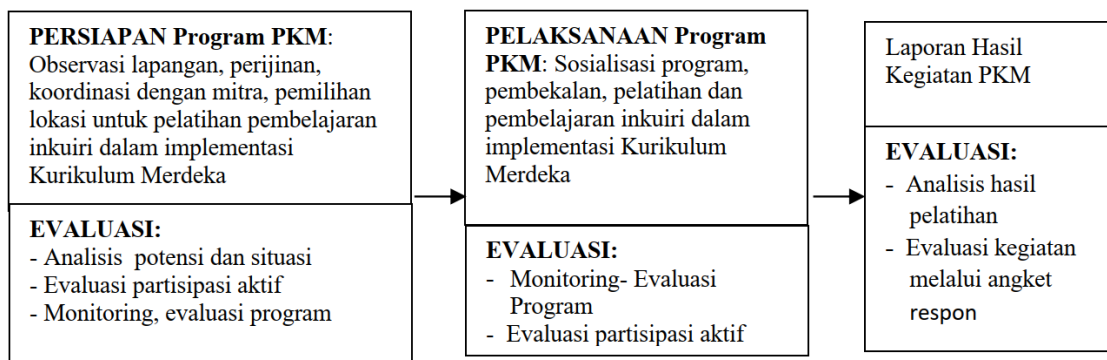 PERSIAPAN Program PKM:
Observasi lapangan, perijinan,
koordinasi dengan mitra, pemilihan
lokasi untuk pelatihan pembelajaran
inkuiri dalam implementasi
Kurikulum Merdeka
EVALUASI:
- Analisis potensi dan situasi
- Evaluasi partisipasi aktif
- Monitoring, evaluasi program
PELAKSANAAN Program
PKM: Sosialisasi program,
pembekalan, pelatihan dan
pembelajaran inkuiri dalam
implementasi Kurikulum
Merdeka
EVALUASI:
- Monitoring- Evaluasi
Program
- Evaluasi partisipasi aktif
Laporan Hasil
Kegiatan PKM
EVALUASI:
- Analisis hasil
pelatihan
- Evaluasi kegiatan
melalui angket
respon